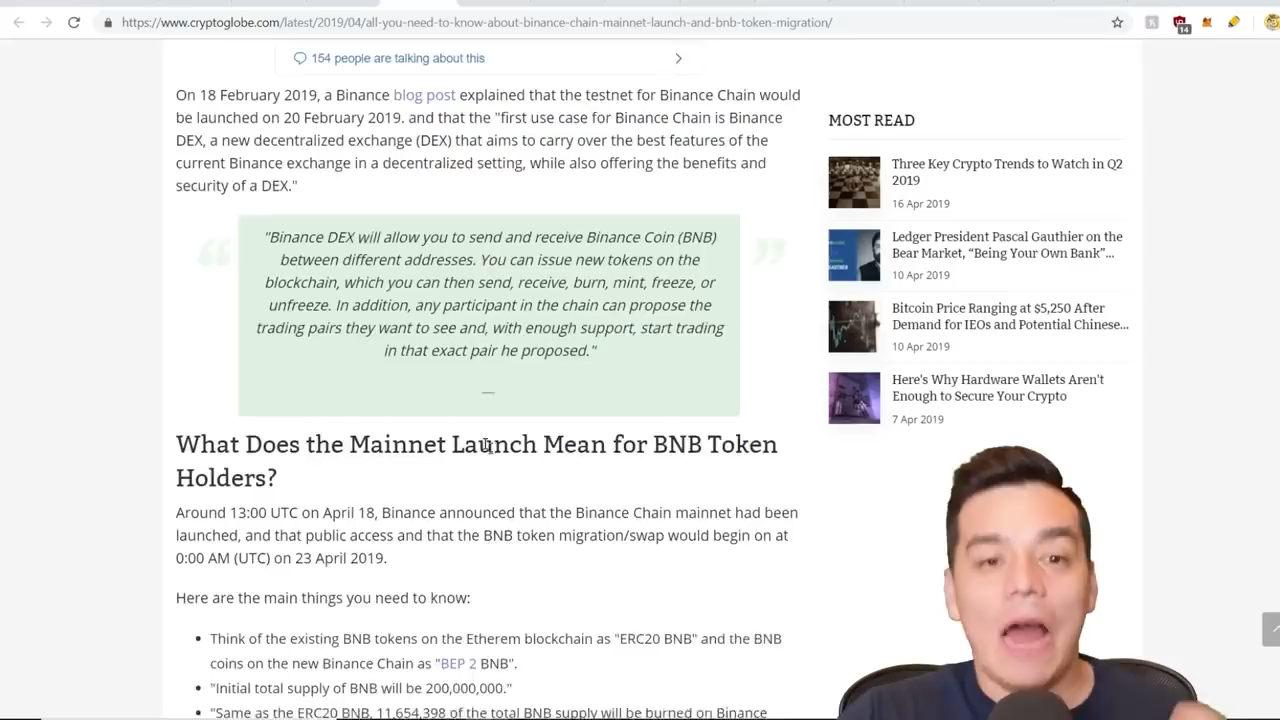 https://www.cryptoglobe.com/latest/2019/04/all-you-need-to-know-about-binance-chain-mainnet-launch-and-bnb-token-migration/
14
154 people are talking about this
On 18 February 2019, a Binance blog post explained that the testnet for Binance Chain would
be launched on 20 February 2019. and that the "first use case for Binance Chain is Binance
DEX, a new decentralized exchange (DEX) that aims to carry over the best features of the
current Binance exchange in a decentralized setting, while also offering the benefits and
security of a DEX."
"Binance DEX will allow you to send and receive Binance Coin (BNB)
between different addresses. You can issue new tokens on the
blockchain, which you can then send, receive, burn, mint, freeze, or
unfreeze. In addition, any participant in the chain can propose the
trading pairs they want to see and, with enough support, start trading
in that exact pair he proposed."
—
What Does the Mainnet Launch Mean for BNB Token
Holders?
Around 13:00 UTC on April 18, Binance announced that the Binance Chain mainnet had been
launched, and that public access and that the BNB token migration/swap would begin on at
0:00 AM (UTC) on 23 April 2019.
Here are the main things you need to know:
• Think of the existing BNB tokens on the Etherem blockchain as "ERC20 BNB" and the BNB
coins on the new Binance Chain as "BEP 2 BNB".
• "Initial total supply of BNB will be 200,000,000."
• "Same as the ERC20 BNB, 11,654,398 of the total BNB supply will be burned on Binance
MOST READ
Three Key Crypto Trends to Watch in Q2
2019
16 Apr 2019
Ledger President Pascal Gauthier on the
Bear Market, “Being Your Own Bank”...
10 Apr 2019
Bitcoin Price Ranging at $5,250 After
Demand for IEOs and Potential Chinese...
10 Apr 2019
Here's Why Hardware Wallets Aren't
Enough to Secure Your Crypto
7 Apr 2019